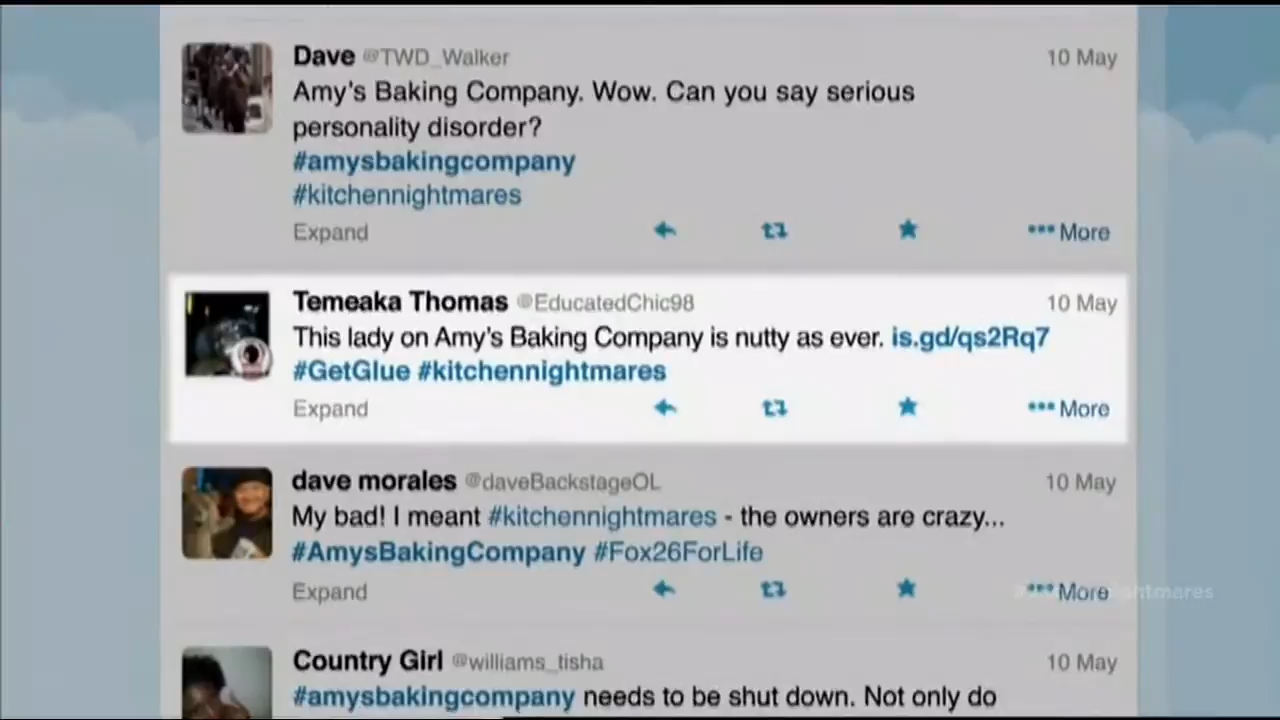 Dave @TWD_Walker 10 May
Amy's Baking Company. Wow. Can you say serious
personality disorder?
#amysbakingcompany
#kitchennightmares
Expand More
Temeaka Thomas @EducatedChic98 10 May
This lady on Amy's Baking Company is nutty as ever. is.gd/qs2Rq7
#GetGlue #kitchennightmares
Expand More
dave morales @daveBackstageOL 10 May
My bad! I meant #kitchennightmares - the owners are crazy...
#AmysBakingCompany #Fox26ForLife
Expand More
Country Girl @williams_tisha 10 May
#amysbakingcompany needs to be shut down. Not only do